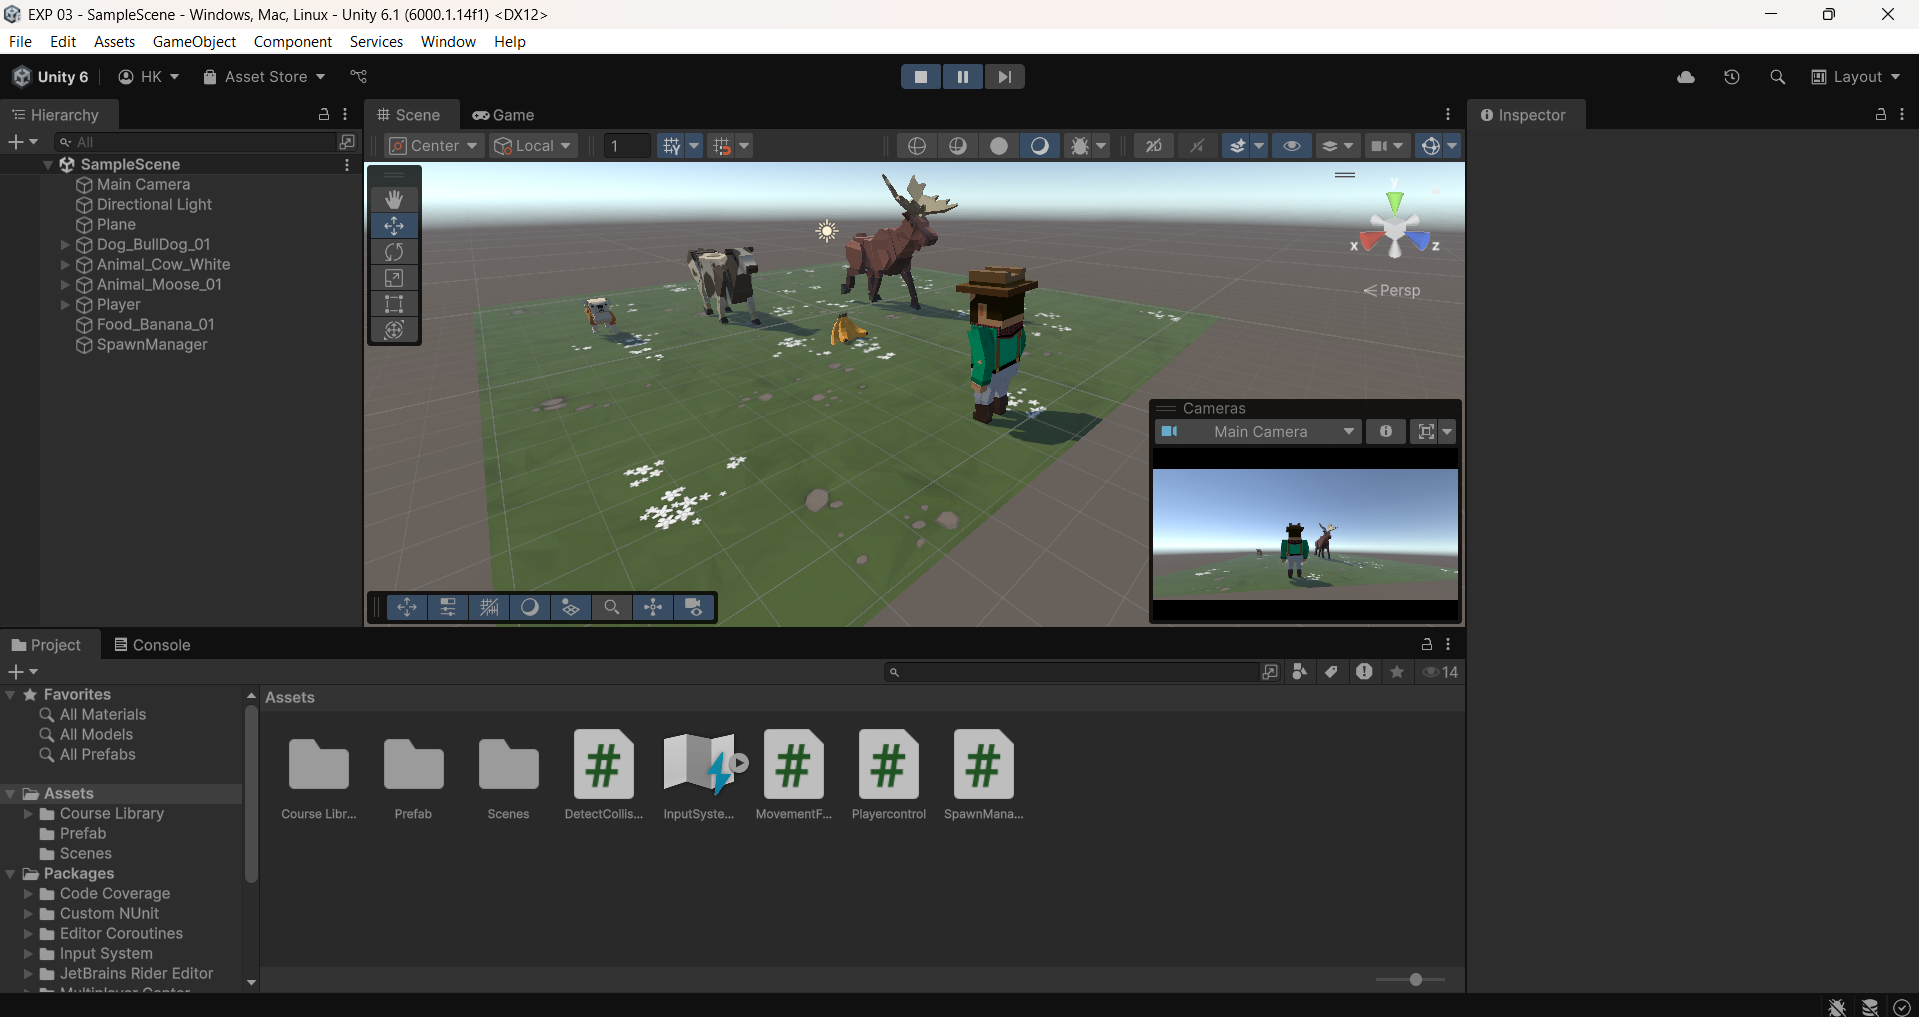 EXP 03 - SampleScene - Windows, Mac, Linux - Unity 6.1 (6000.1.14f1) <DX12>
File Edit Assets GameObject Component Services Window Help
Unity 6 HK Asset Store Layout
Hierarchy
Scene Game
Inspector
All
Center Local 1
2D
SampleScene
Main Camera
Directional Light
Plane
Dog_BullDog_01
Animal_Cow_White
Animal_Moose_01
Player
Food_Banana_01
SpawnManager
y
x z
Persp
Cameras
Main Camera
Project Console
14
Favorites
All Materials
All Models
All Prefabs
Assets
Course Library
Prefab
Scenes
Packages
Code Coverage
Custom NUnit
Editor Coroutines
Input System
JetBrains Rider Editor
Assets
Course Libr... Prefab Scenes DetectCollis... InputSyste... MovementF... Playercontrol SpawnMana...